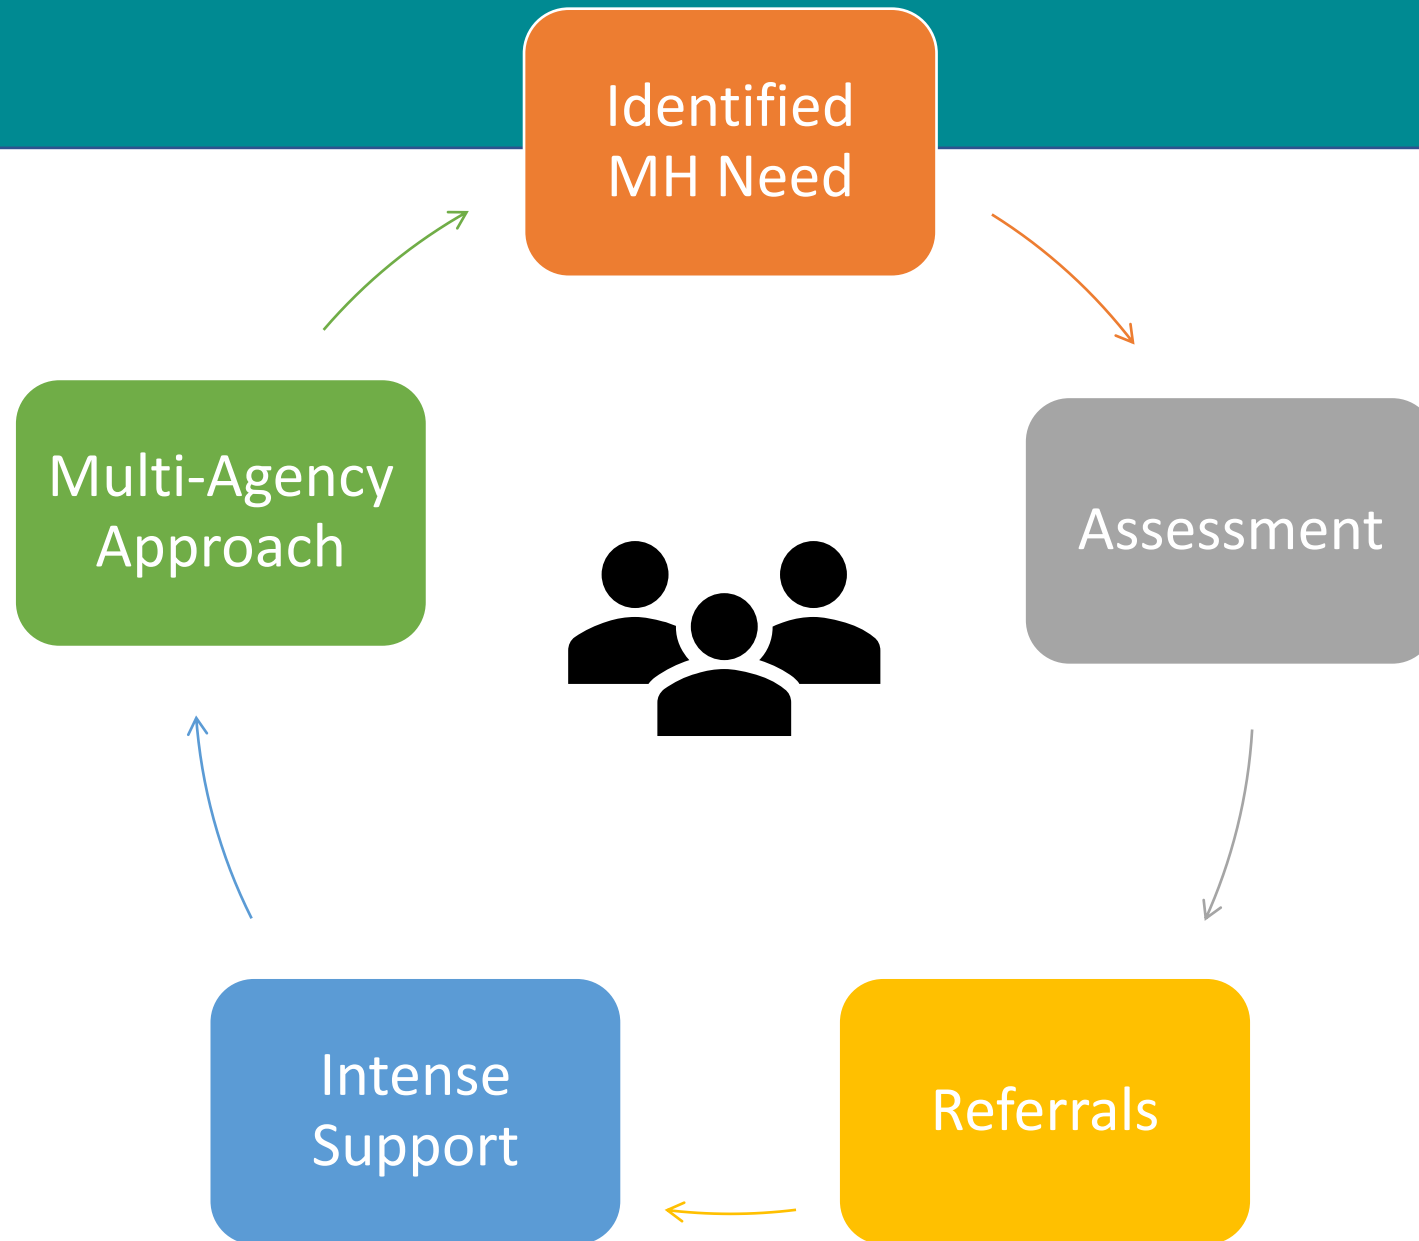 Identified
MH Need
Assessment
Referrals
Intense
Support
Multi-Agency
Approach